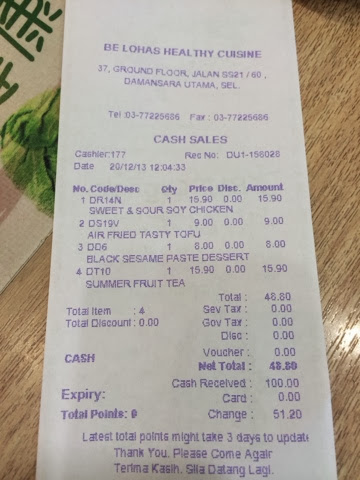 BE LOHAS HEALTHY CUISINE
37, GROUND FLOOR, JALAN SS21 / 60 ,
DAMANSARA UTAMA, SEL.
Tel :03-77225686 Fax : 03-77225686
CASH SALES
Cashier:177 Rec No: DU1-158028
Date 20/12/13 12:04:33
No. Code/Desc Qty Price Disc. Amount
1 DR14N 1 15.90 0.00 15.90
SWEET & SOUR SOY CHICKEN
2 DS19V 1 9.00 0.00 9.00
AIR FRIED TASTY TOFU
3 DD6 1 8.00 0.00 8.00
BLACK SESAME PASTE DESSERT
4 DT10 1 15.90 0.00 15.90
SUMMER FRUIT TEA
Total : 48.80
Total Item : 4 Sev Tax : 0.00
Total Discount : 0.00 Gov Tax : 0.00
Disc : 0.00
Voucher : 0.00
CASH Net Total : 48.80
Cash Received : 100.00
Expiry: Card : 0.00
Total Points: 0 Change : 51.20
Latest total points might take 3 days to update
Thank You. Please Come Again
Terima Kasih. Sila Datang Lagi.